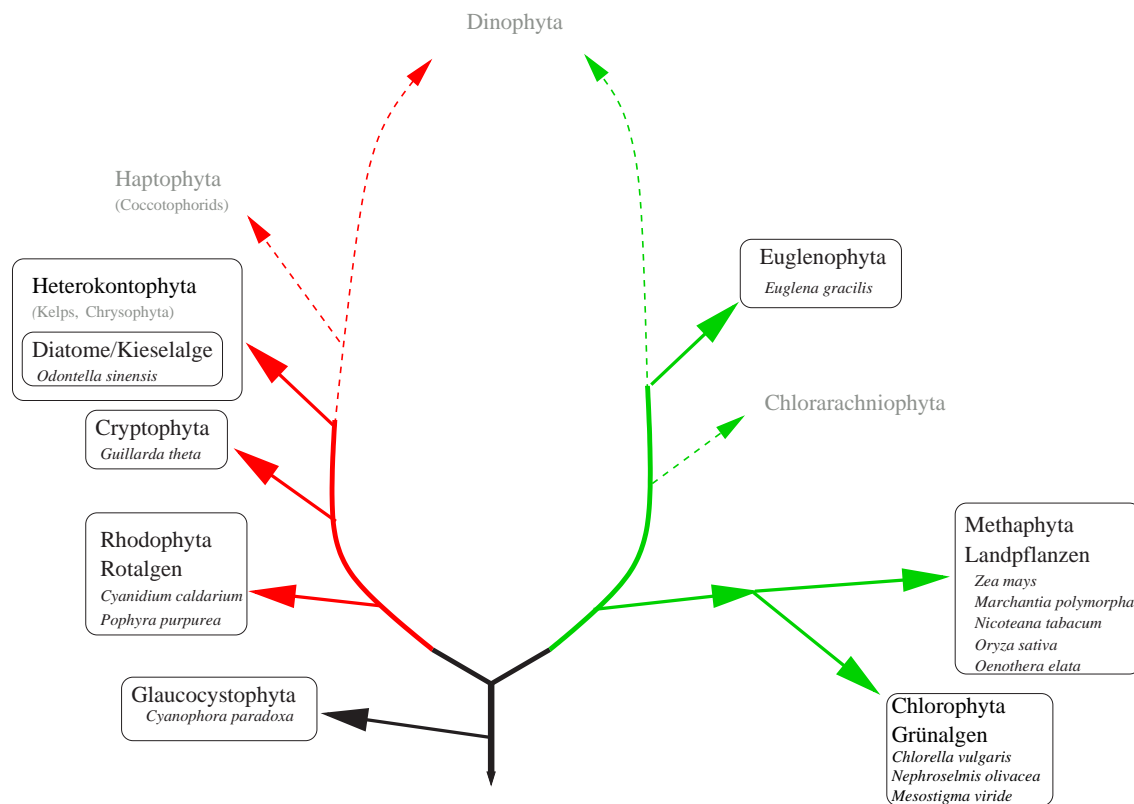 Dinophyta
Haptophyta
(Coccotophorids)
Heterokontophyta
(Kelps, Chrysophyta)
Diatome/Kieselalge
Odontella sinensis
Cryptophyta
Guillarda theta
Rhodophyta
Rotalgen
Cyanidium caldarium
Pophyra purpurea
Glaucocystophyta
Cyanophora paradoxa
Euglenophyta
Euglena gracilis
Chlorarachniophyta
Methaphyta
Landpflanzen
Zea mays
Marchantia polymorpha
Nicoteana tabacum
Oryza sativa
Oenothera elata
Chlorophyta
Grünalgen
Chlorella vulgaris
Nephroselmis olivacea
Mesostigma viride